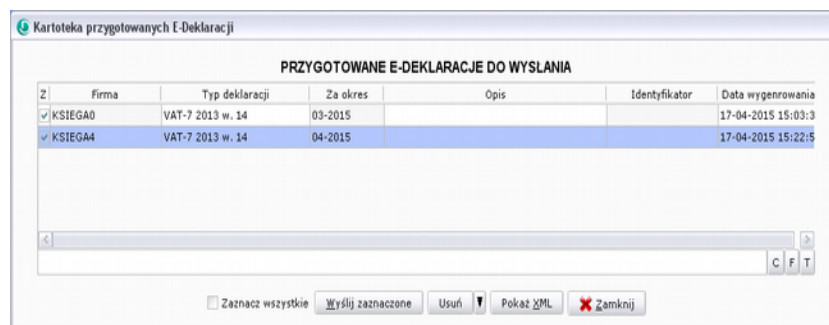 Kartoteka przygotowanych E-Deklaracji
PRZYGOTOWANE E-DEKLARACJE DO WYSŁANIA
Z Firma Typ deklaracji Za okres Opis Identyfikator Data wygenrowania
KSIEGA0 VAT-7 2013 w. 14 03-2015 17-04-2015 15:03:3
KSIEGA4 VAT-7 2013 w. 14 04-2015 17-04-2015 15:22:5
C F T
Zaznacz wszystkie Wyślij zaznaczone Usuń Pokaż XML Zamknij